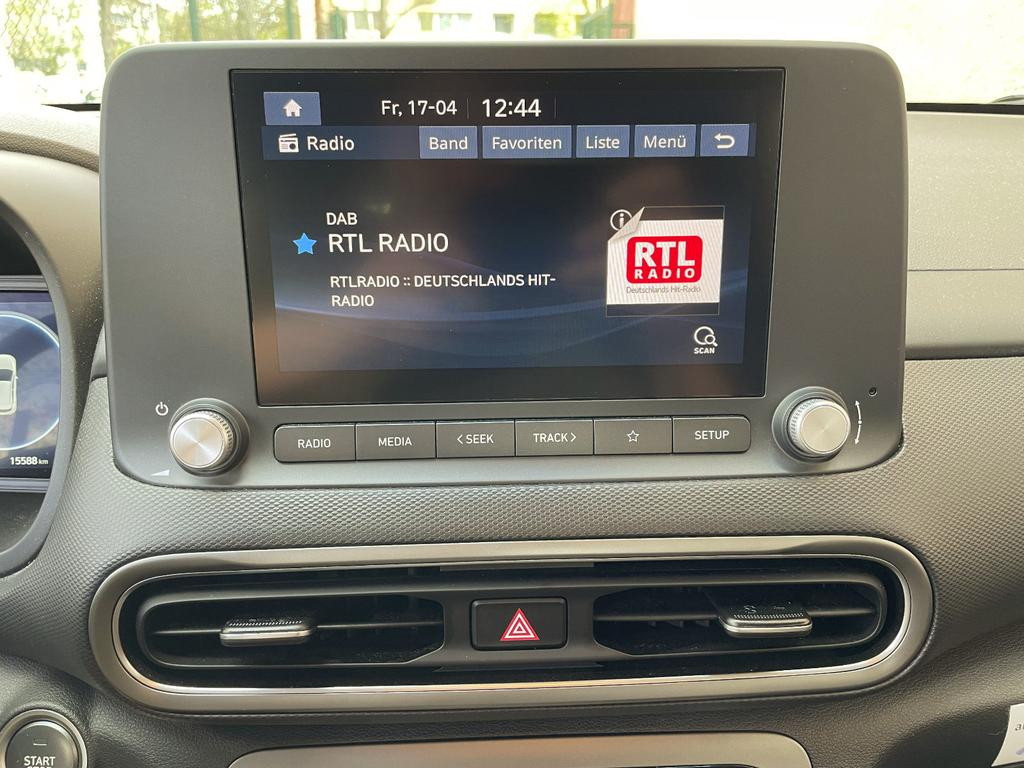 Fr, 17-04 12:44
Radio Band Favoriten Liste Menü
DAB
RTL RADIO
RTLRADIO :: DEUTSCHLANDS HIT-
RADIO
i
RTL
RADIO
Deutschlands Hit-Radio
SCAN
RADIO MEDIA < SEEK TRACK > SETUP
15588 km
START